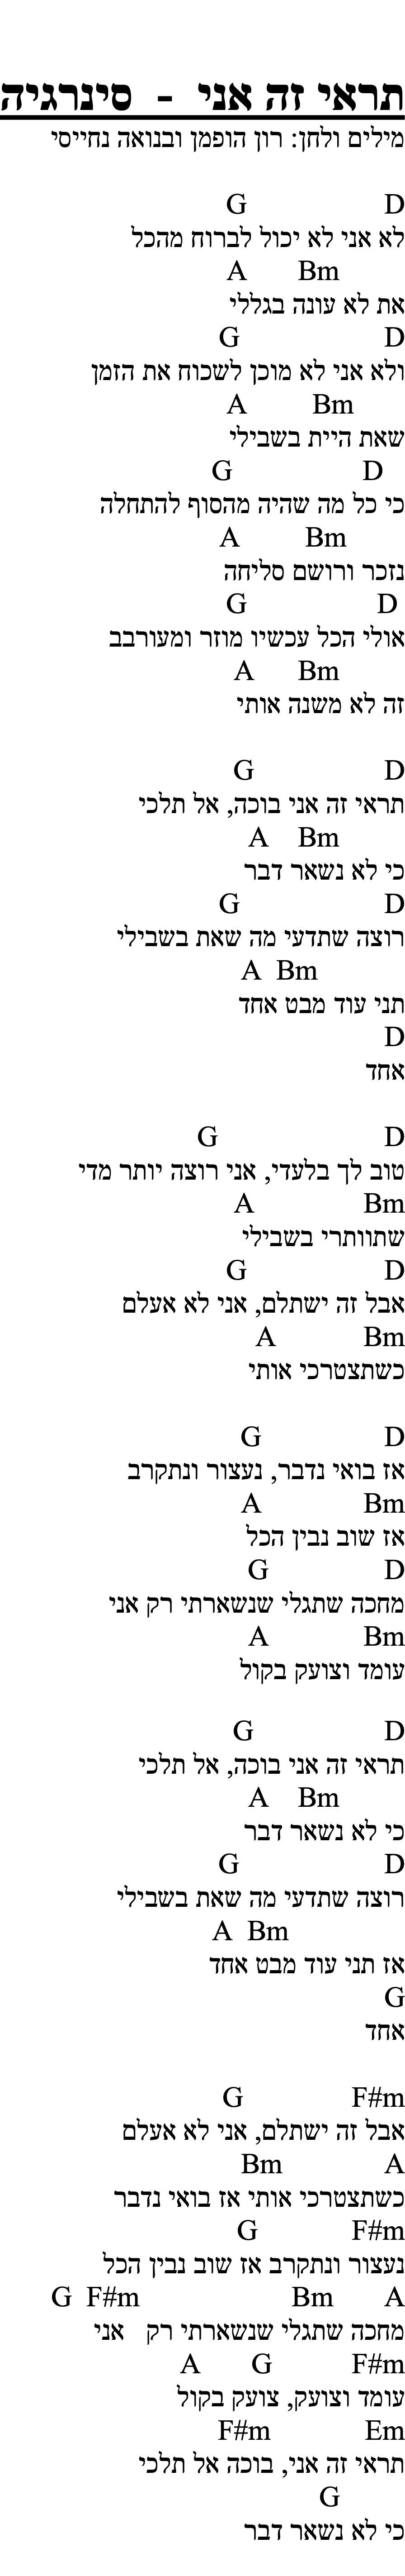 תראי זה אני - סינרגיה
מילים ולחן: רון הופמן ובנואה נחייסי
D G
לא אני לא יכול לברוח מהכל
Bm A
את לא עונה בגללי
D G
ולא אני לא מוכן לשכוח את הזמן
Bm A
שאת היית בשבילי
D G
כי כל מה שהיה מהסוף להתחלה
Bm A
נזכר ורושם סליחה
D G
אולי הכל עכשיו מוזר ומעורבב
Bm A
זה לא משנה אותי
D G
תראי זה אני בוכה, אל תלכי
Bm A
כי לא נשאר דבר
D G
רוצה שתדעי מה שאת בשבילי
Bm A
תני עוד מבט אחד
D
אחד
D G
טוב לך בלעדי, אני רוצה יותר מדי
Bm A
שתוותרי בשבילי
D G
אבל זה ישתלם, אני לא אעלם
Bm A
כשתצטרכי אותי
D G
אז בואי נדבר, נעצור ונתקרב
Bm A
אז שוב נבין הכל
D G
מחכה שתגלי שנשארתי רק אני
Bm A
עומד וצועק בקול
D G
תראי זה אני בוכה, אל תלכי
Bm A
כי לא נשאר דבר
D G
רוצה שתדעי מה שאת בשבילי
Bm A
אז תני עוד מבט אחד
G
אחד
F#m G
אבל זה ישתלם, אני לא אעלם
A Bm
כשתצטרכי אותי אז בואי נדבר
F#m G
נעצור ונתקרב אז שוב נבין הכל
A Bm F#m G
מחכה שתגלי שנשארתי רק אני
F#m G A
עומד וצועק, צועק בקול
Em F#m
תראי זה אני, בוכה אל תלכי
G
כי לא נשאר דבר